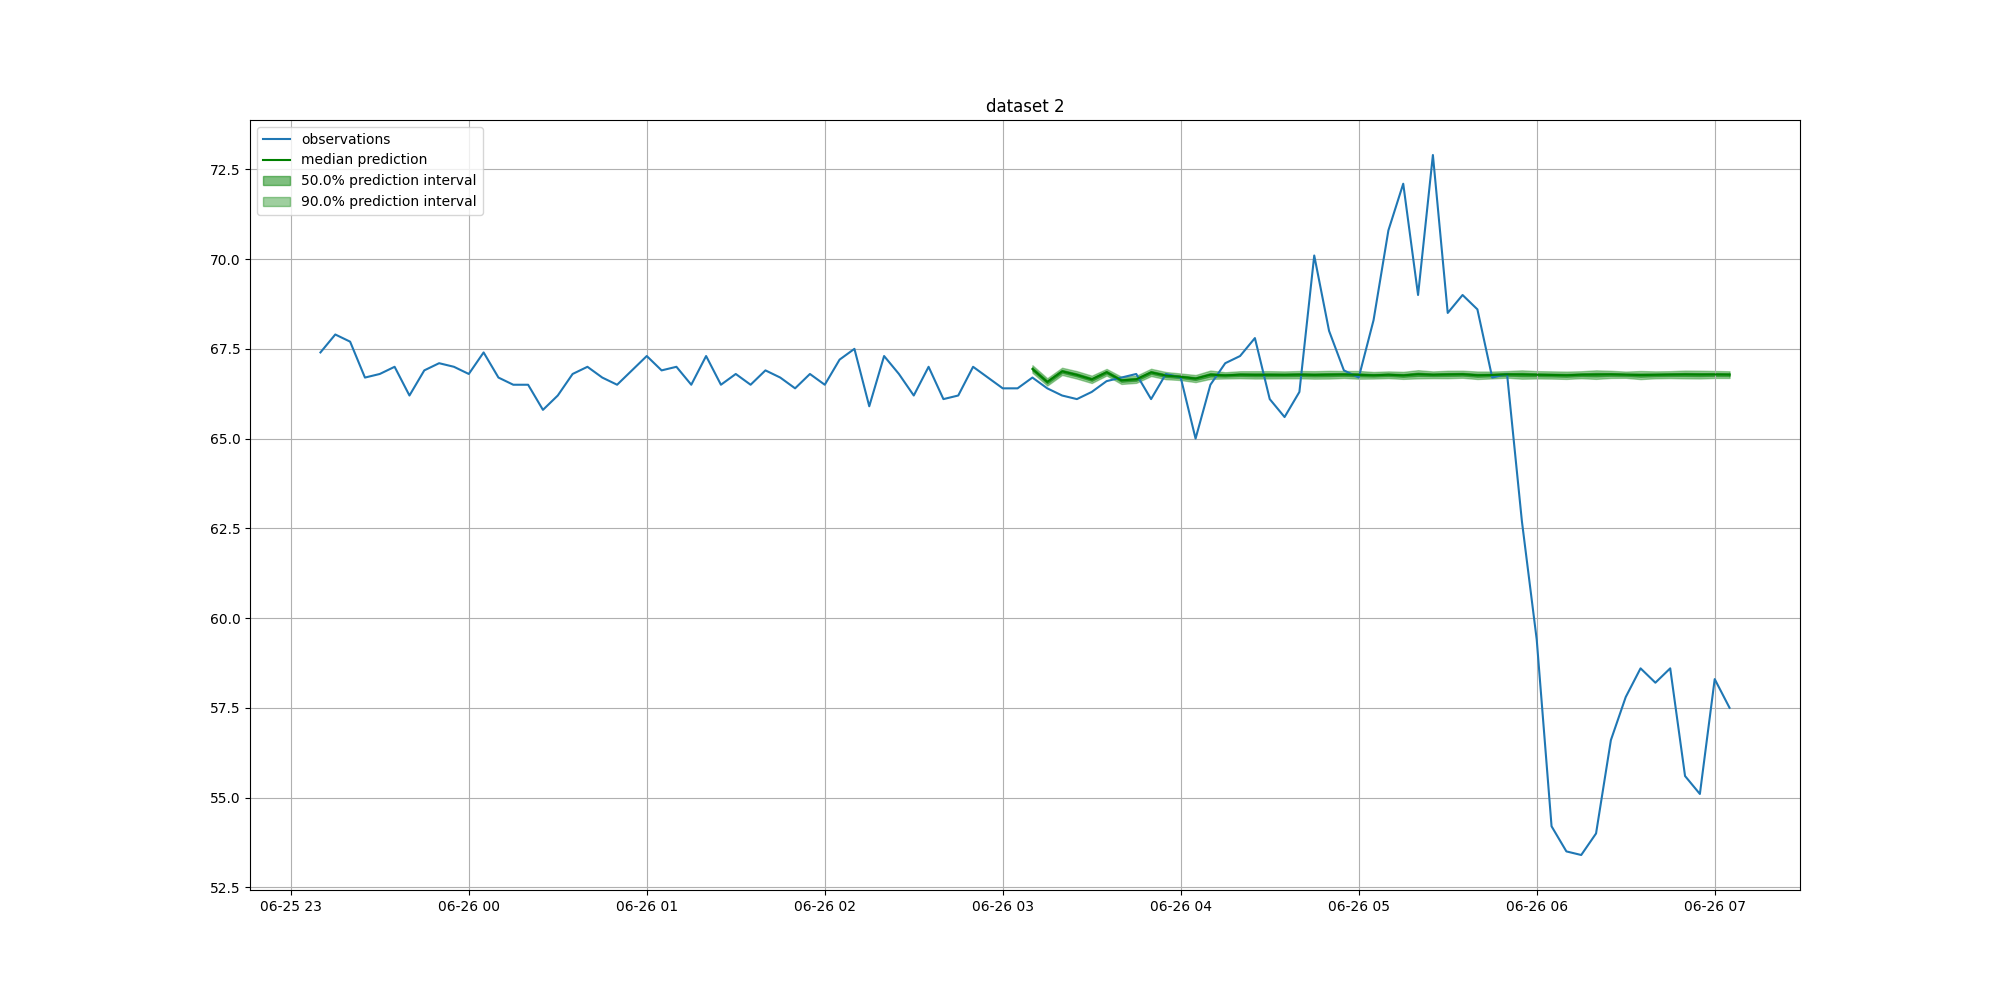 dataset 2
observations
median prediction
50.0% prediction interval
90.0% prediction interval
72.5
70.0
67.5
65.0
62.5
60.0
57.5
55.0
52.5
06-25 23 06-26 00 06-26 01 06-26 02 06-26 03 06-26 04 06-26 05 06-26 06 06-26 07